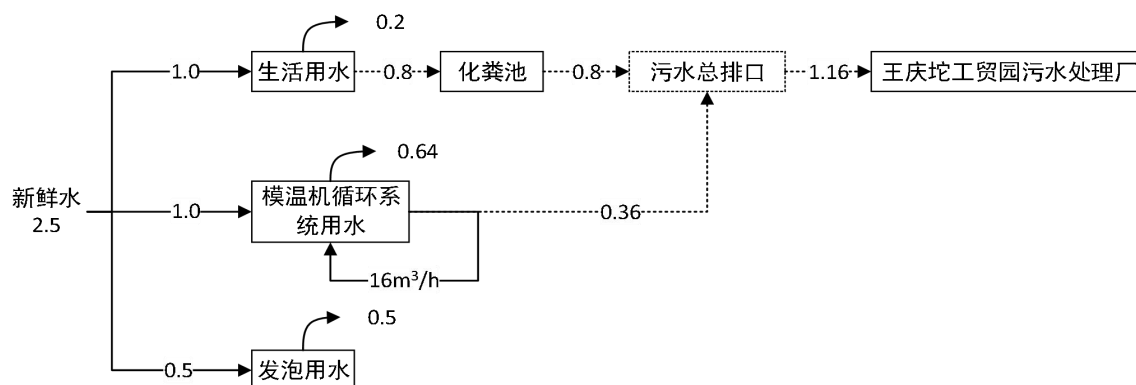 0.2
1.0
生活用水
0.8
化粪池
0.8
污水总排口
1.16
王庆坨工贸园污水处理厂
0.64
新鲜水
2.5
1.0
模温机循环系
统用水
0.36
16m³/h
0.5
0.5
发泡用水